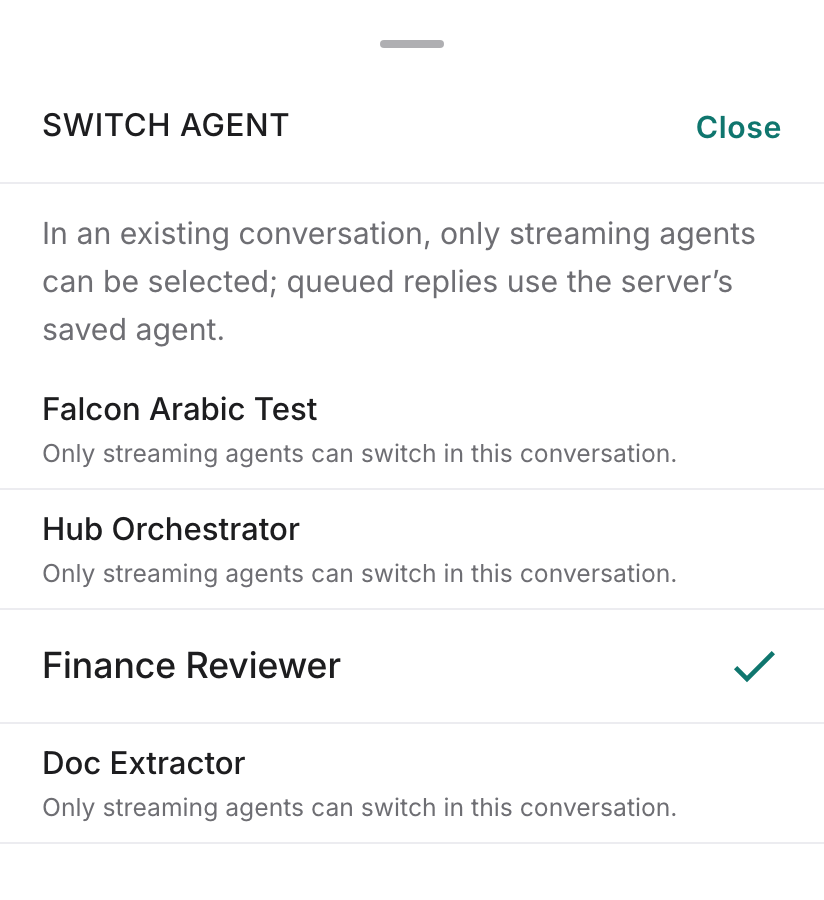 SWITCH AGENT
Close
In an existing conversation, only streaming agents
can be selected; queued replies use the server’s
saved agent.
Falcon Arabic Test
Only streaming agents can switch in this conversation.
Hub Orchestrator
Only streaming agents can switch in this conversation.
Finance Reviewer
Doc Extractor
Only streaming agents can switch in this conversation.